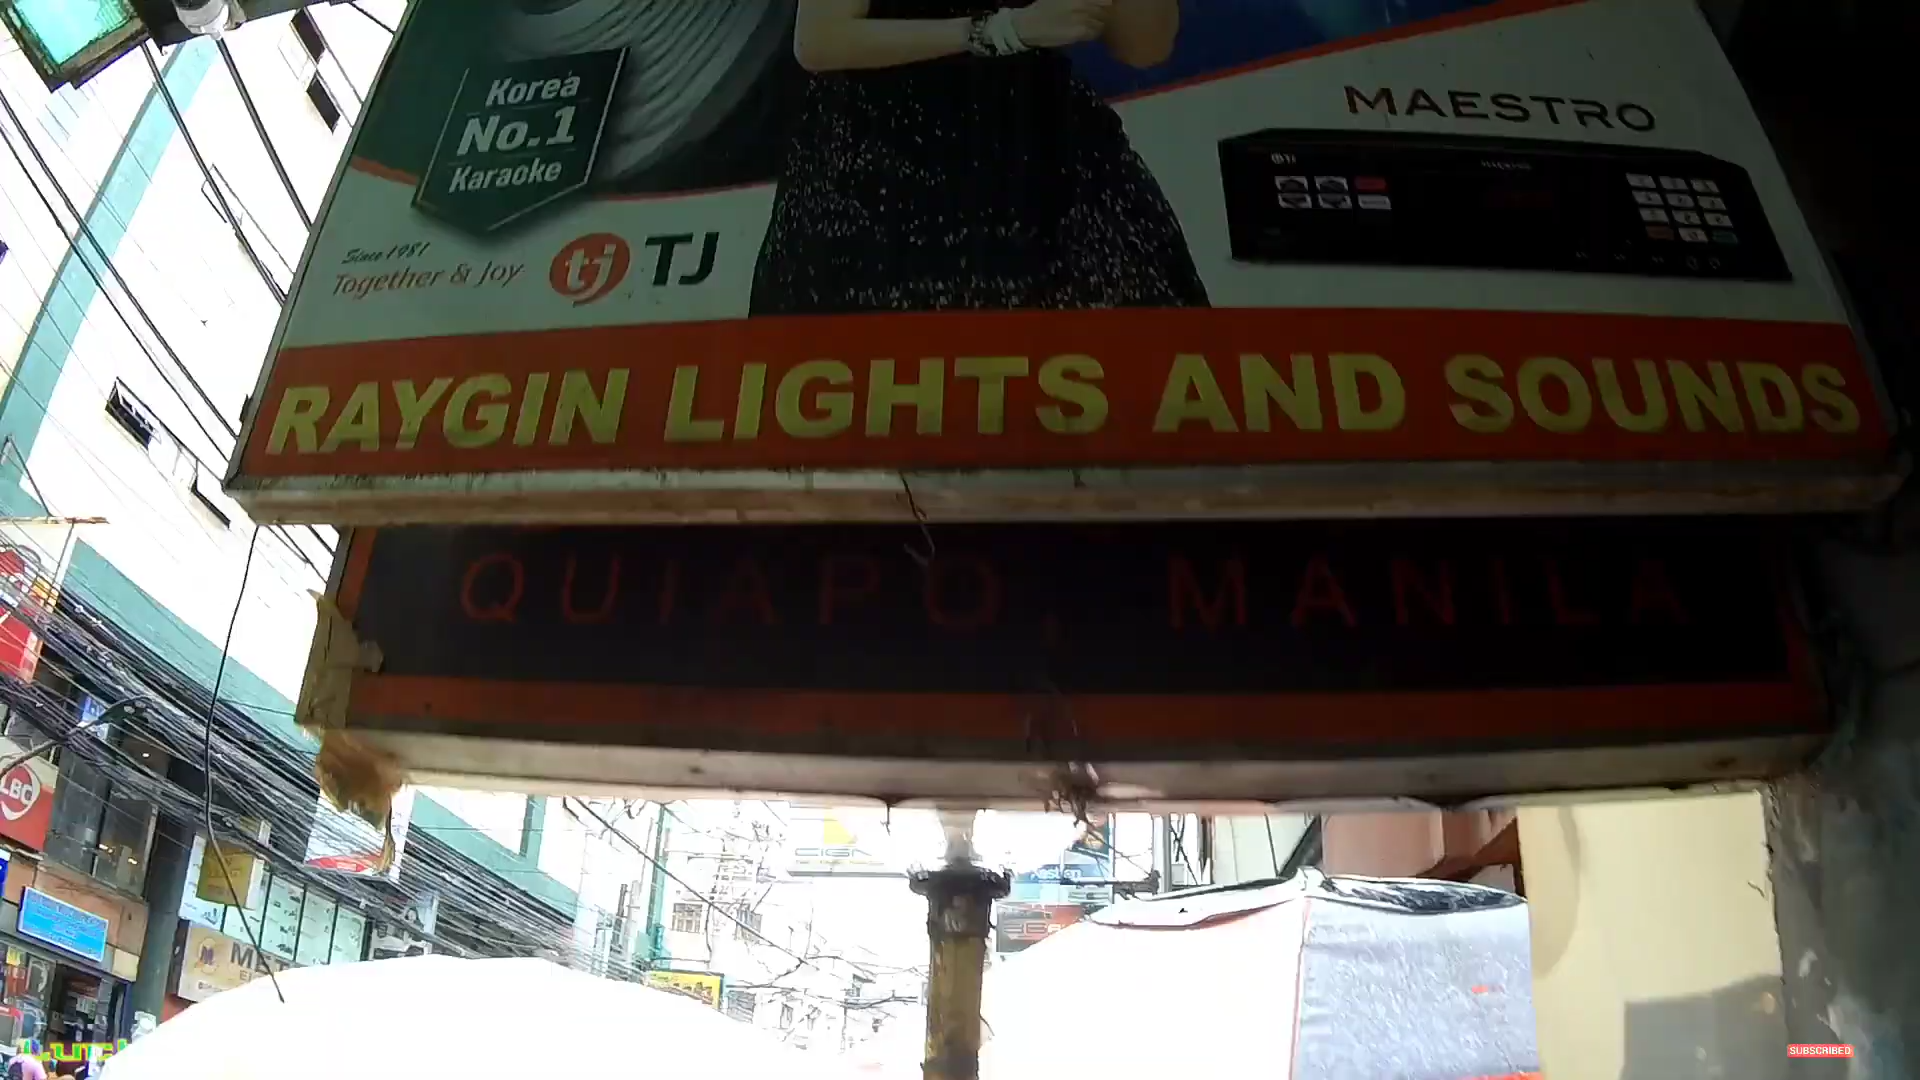 Korea
No.1
Karaoke
MAESTRO
Since 1981
Together & Joy
tj TJ
RAYGIN LIGHTS AND SOUNDS
QUIAPO, MANILA
LBC
SUBSCRIBED